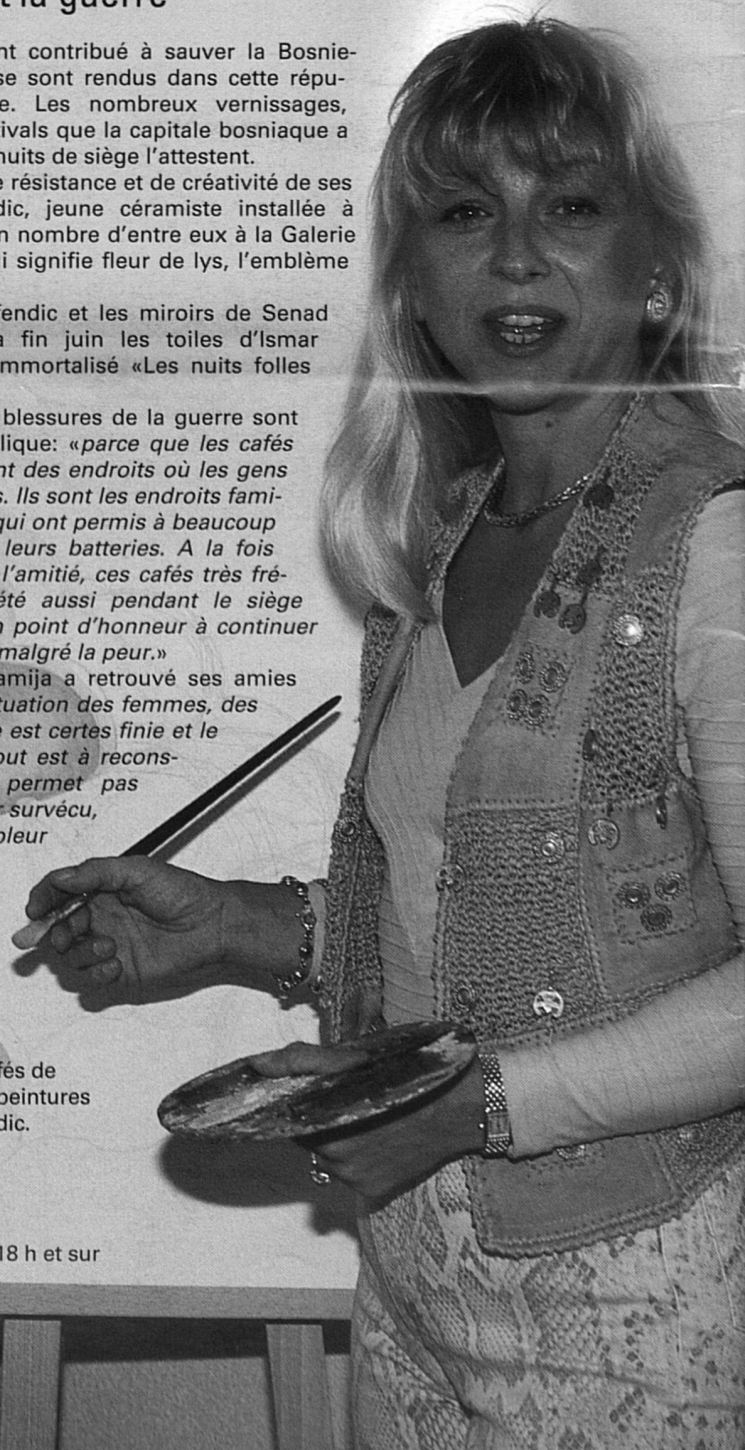 t la guerre
nt contribué à sauver la Bosnie-
se sont rendus dans cette répu-
e. Les nombreux vernissages,
ivals que la capitale bosniaque a
nuits de siège l'attestent.
e résistance et de créativité de ses
dic, jeune céramiste installée à
n nombre d'entre eux à la Galerie
i signifie fleur de lys, l'emblème
fendic et les miroirs de Senad
a fin juin les toiles d'Ismar
mmortalisé «Les nuits folles
blessures de la guerre sont
lique: «parce que les cafés
nt des endroits où les gens
s. Ils sont les endroits fami-
qui ont permis à beaucoup
leurs batteries. A la fois
l'amitié, ces cafés très fré-
été aussi pendant le siège
n point d'honneur à continuer
malgré la peur.»
amija a retrouvé ses amies
tuation des femmes, des
e est certes finie et le
out est à recons-
permet pas
r survécu,
oleur
fés de
peintures
dic.
18 h et sur